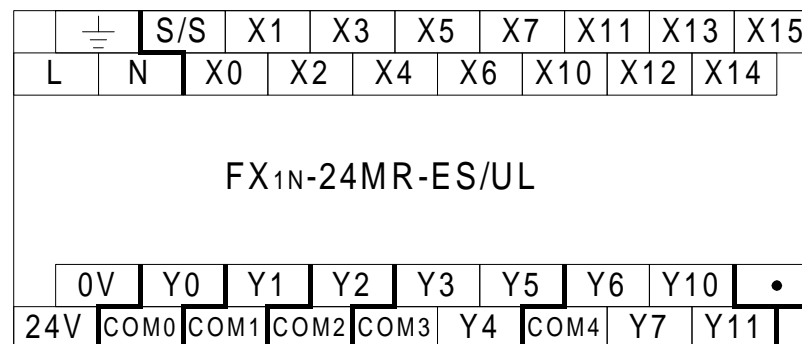 S/S X1 X3 X5 X7 X11 X13 X15
L N X0 X2 X4 X6 X10 X12 X14
FX1N-24MR-ES/UL
0V Y0 Y1 Y2 Y3 Y5 Y6 Y10
24V COM0 COM1 COM2 COM3 Y4 COM4 Y7 Y11